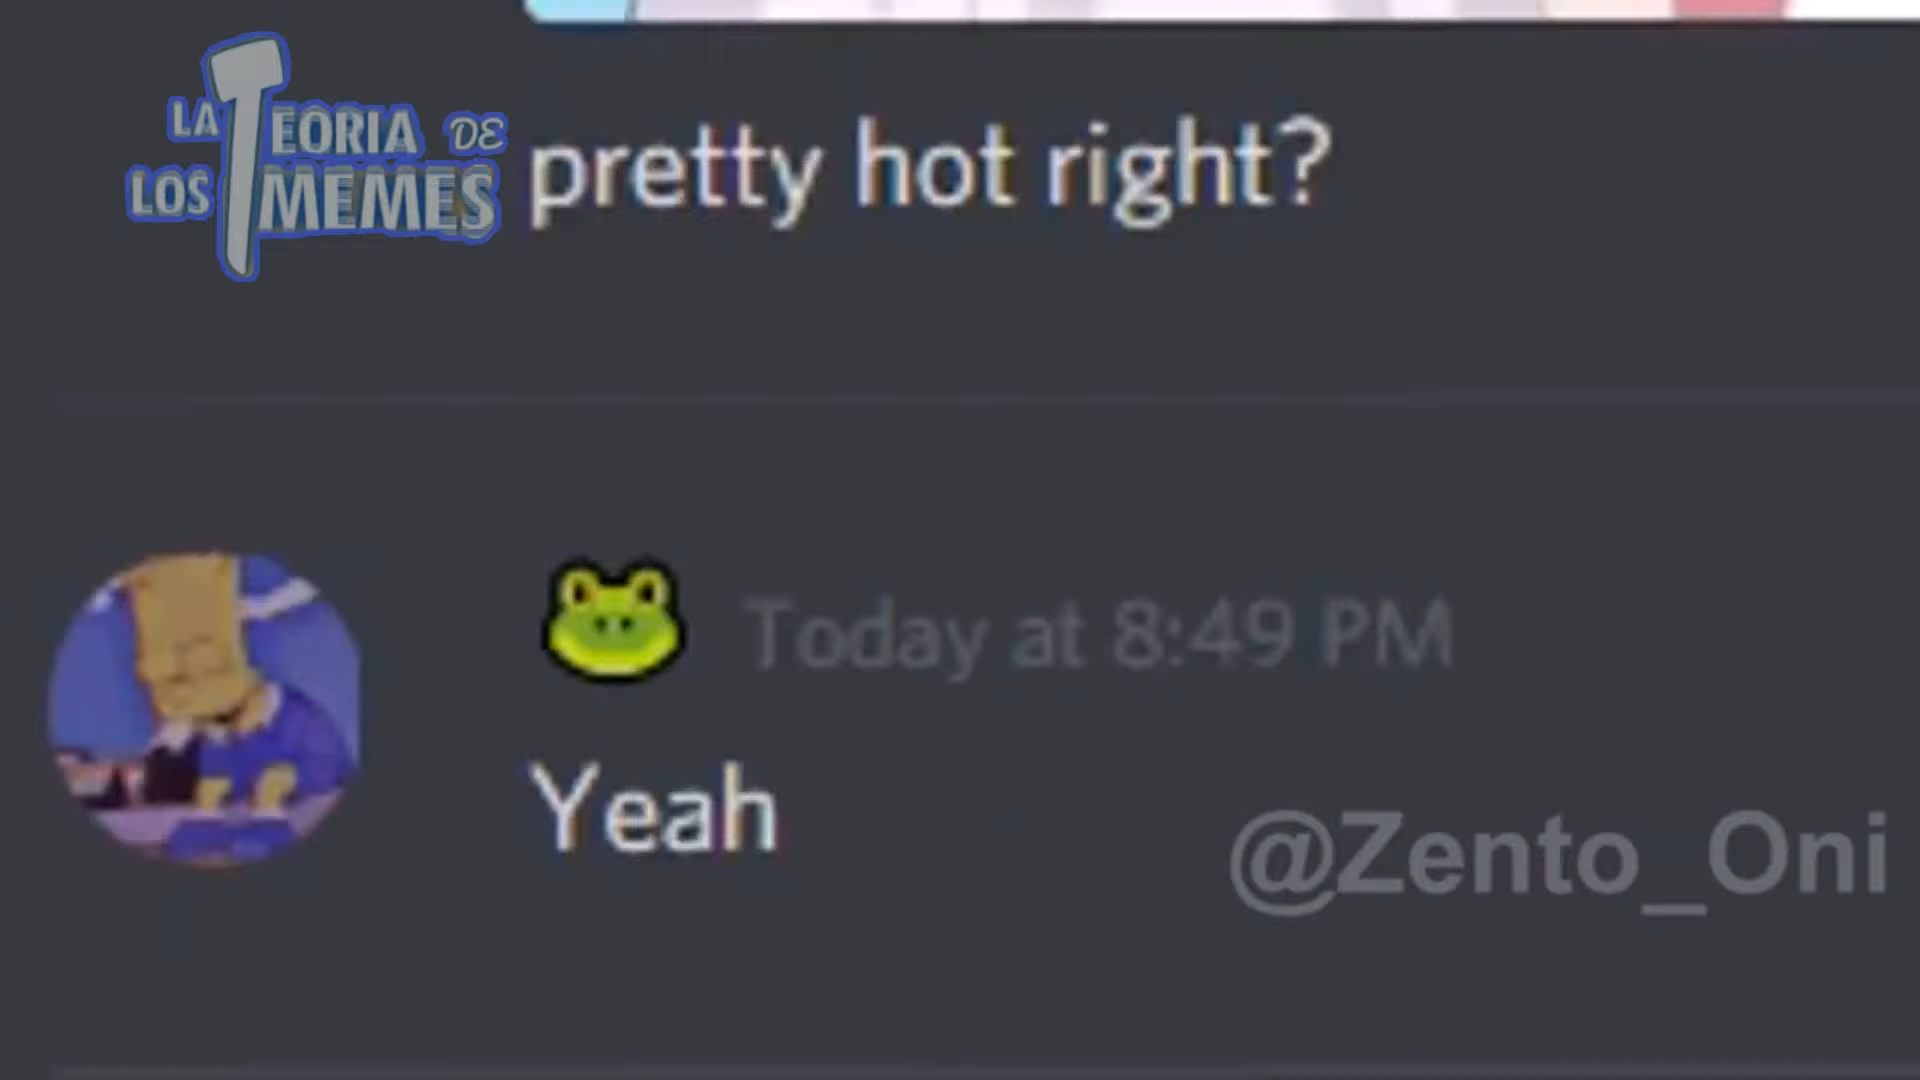 LA TEORIA DE
LOS MEMES
pretty hot right?
🐸 Today at 8:49 PM
Yeah
@Zento_Oni